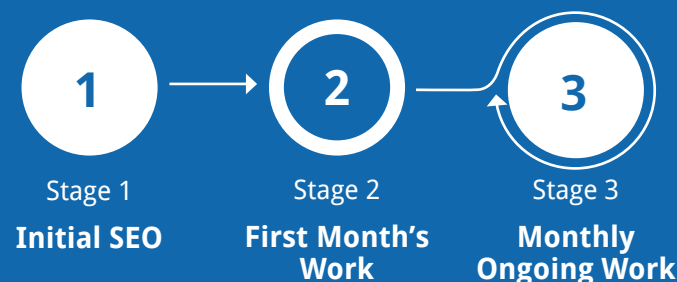 1
2
3
Stage 1
Stage 2
Stage 3
Initial SEO
First Month’s
Work
Monthly
Ongoing Work